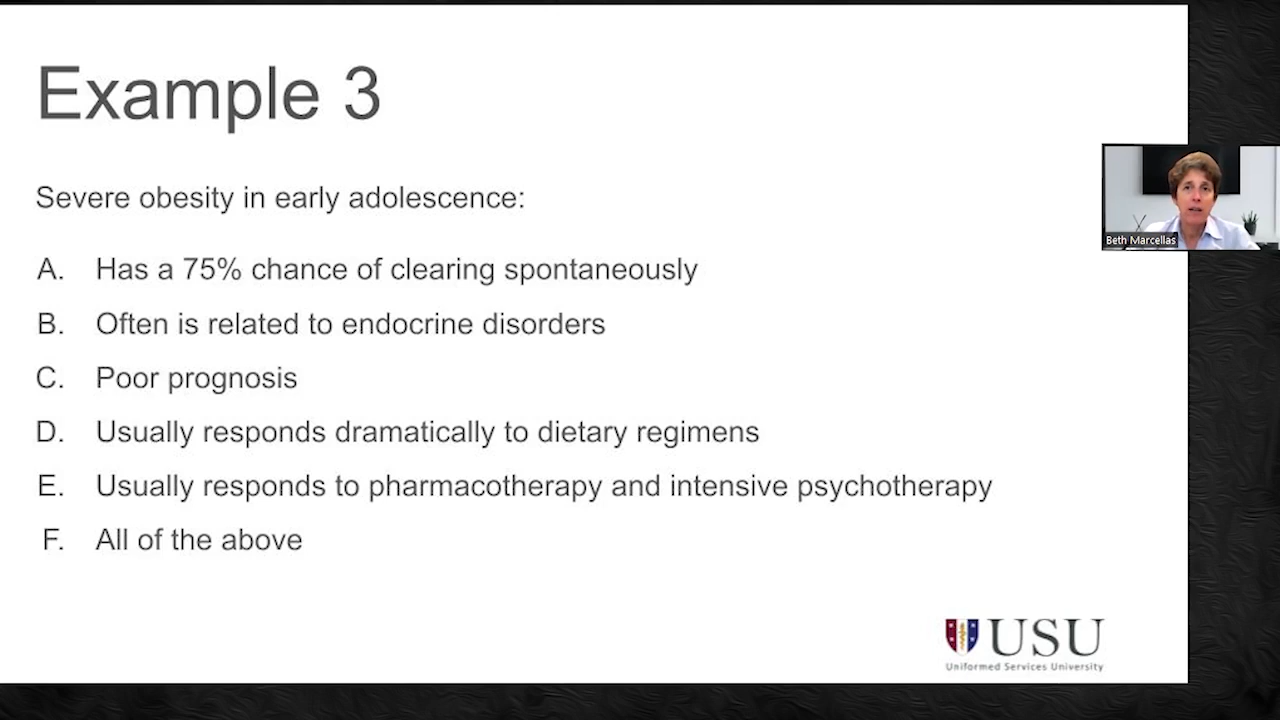 Example 3
Severe obesity in early adolescence:
A. Has a 75% chance of clearing spontaneously
B. Often is related to endocrine disorders
C. Poor prognosis
D. Usually responds dramatically to dietary regimens
E. Usually responds to pharmacotherapy and intensive psychotherapy
F. All of the above
Beth Marcellas
USU
Uniformed Services University